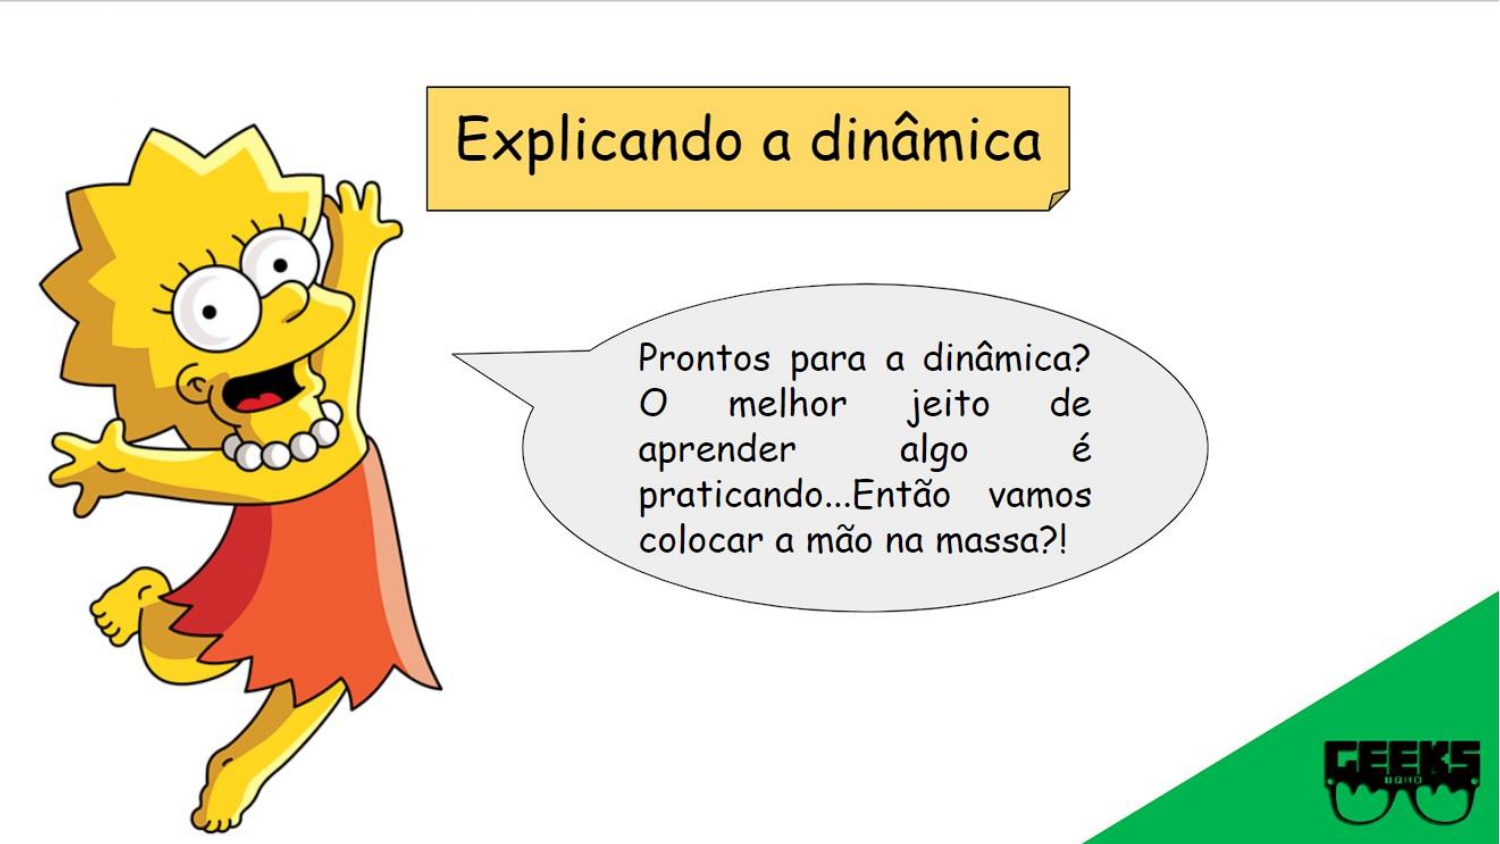 Explicando a dinâmica
Prontos para a dinâmica?
O melhor jeito de
aprender algo é
praticando...Então vamos
colocar a mão na massa?!
GEEKS